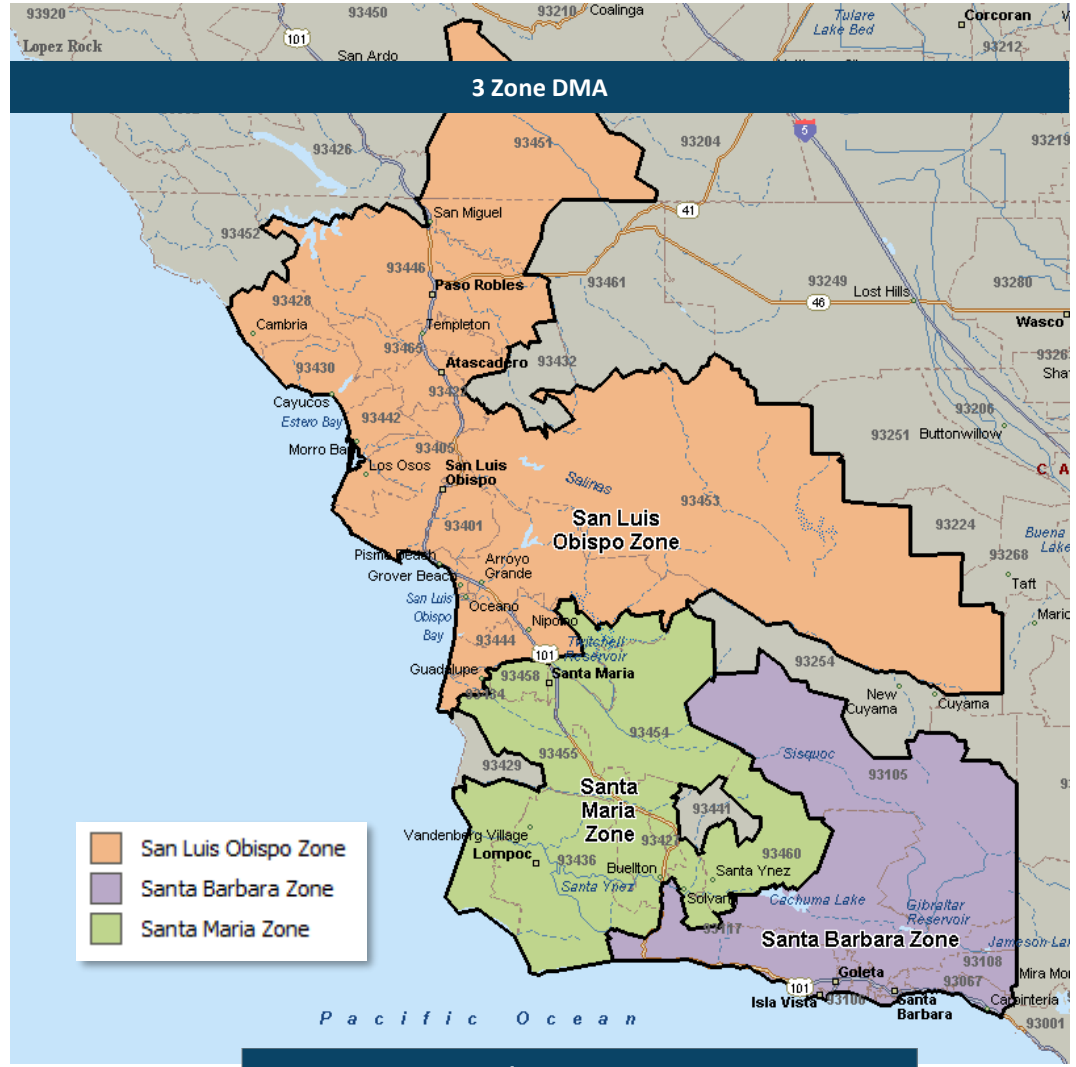 93920
93450
93210
Coalinga
Tulare
Lake Bed
Corcoran
101
Lopez Rock
San Ardo
93212
3 Zone DMA
5
93426
93451
93204
93219
San Miguel
41
93452
93446
93461
93249
93280
Paso Robles
93428
Lost Hills
46
Cambria
Templeton
Wasco
93465
93432
93430
Atascadero
Cayucos
93442
Estero Bay
93206
Buttonwillow
93251
Morro Bay
93405
Los Osos
San Luis
Obispo
Salinas
C A
93453
93401
San Luis
Obispo Zone
93224
Buena
Lake
93268
Pismo Beach
Arroyo
Grande
Grover Beach
Taft
San Luis
Obispo
Bay
Oceano
Nipomo
93444
Twitchell
Reservoir
101
93254
Guadalupe
93458
Santa Maria
93434
New
Cuyama
Cuyama
93454
93455
Sisquoc
93429
93105
Santa
Maria
Zone
93441
Vandenberg Village
93427
Lompoc
93436
93460
Buellton
Santa Ynez
Santa Ynez
Solvang
Cachuma Lake
Gibraltar
Reservoir
93117
Santa Barbara Zone
93108
Goleta
93067
101
Isla Vista
Santa
Barbara
Carpinteria
93001
Pacific Ocean
San Luis Obispo Zone
Santa Barbara Zone
Santa Maria Zone